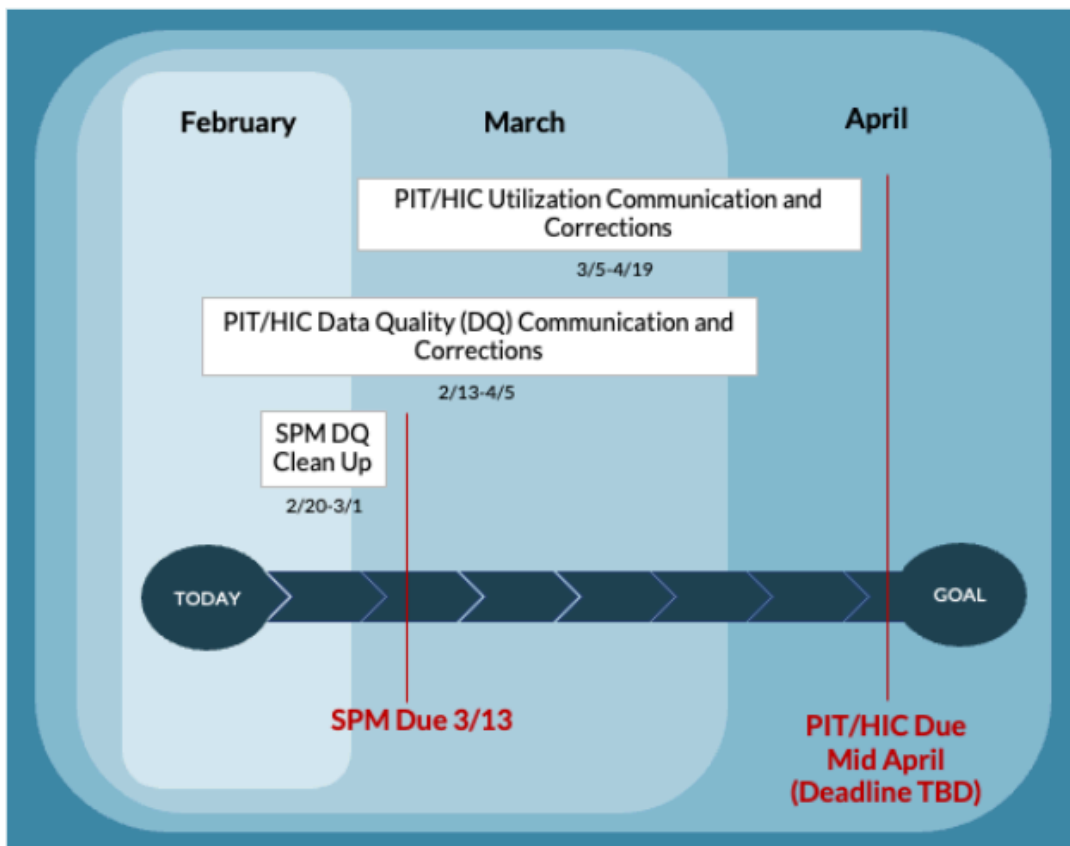 February
March
April
PIT/HIC Utilization Communication and
Corrections
3/5-4/19
PIT/HIC Data Quality (DQ) Communication and
Corrections
2/13-4/5
SPM DQ
Clean Up
2/20-3/1
TODAY
GOAL
SPM Due 3/13
PIT/HIC Due
Mid April
(Deadline TBD)